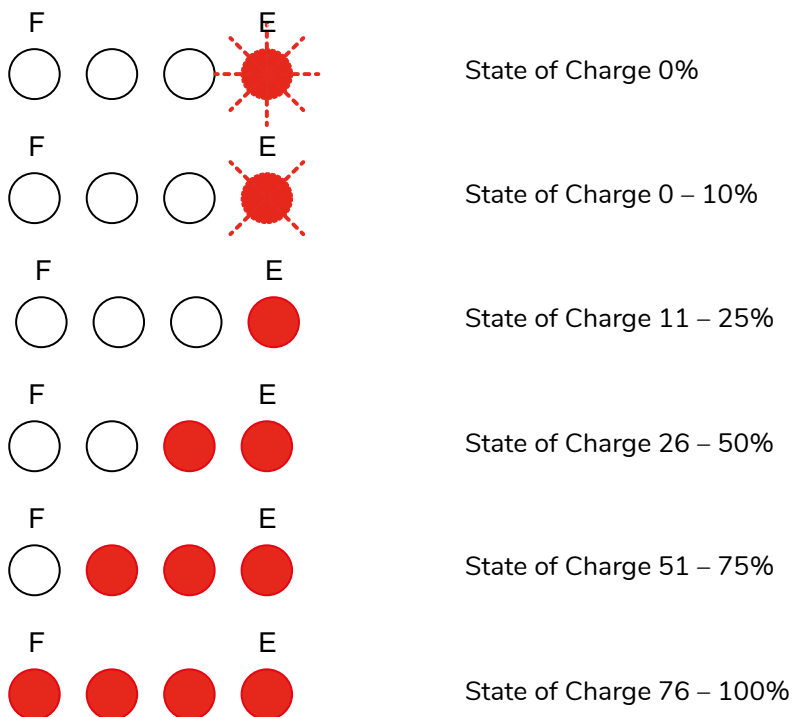 F E
State of Charge 0%
F E
State of Charge 0 – 10%
F E
State of Charge 11 – 25%
F E
State of Charge 26 – 50%
F E
State of Charge 51 – 75%
F E
State of Charge 76 – 100%